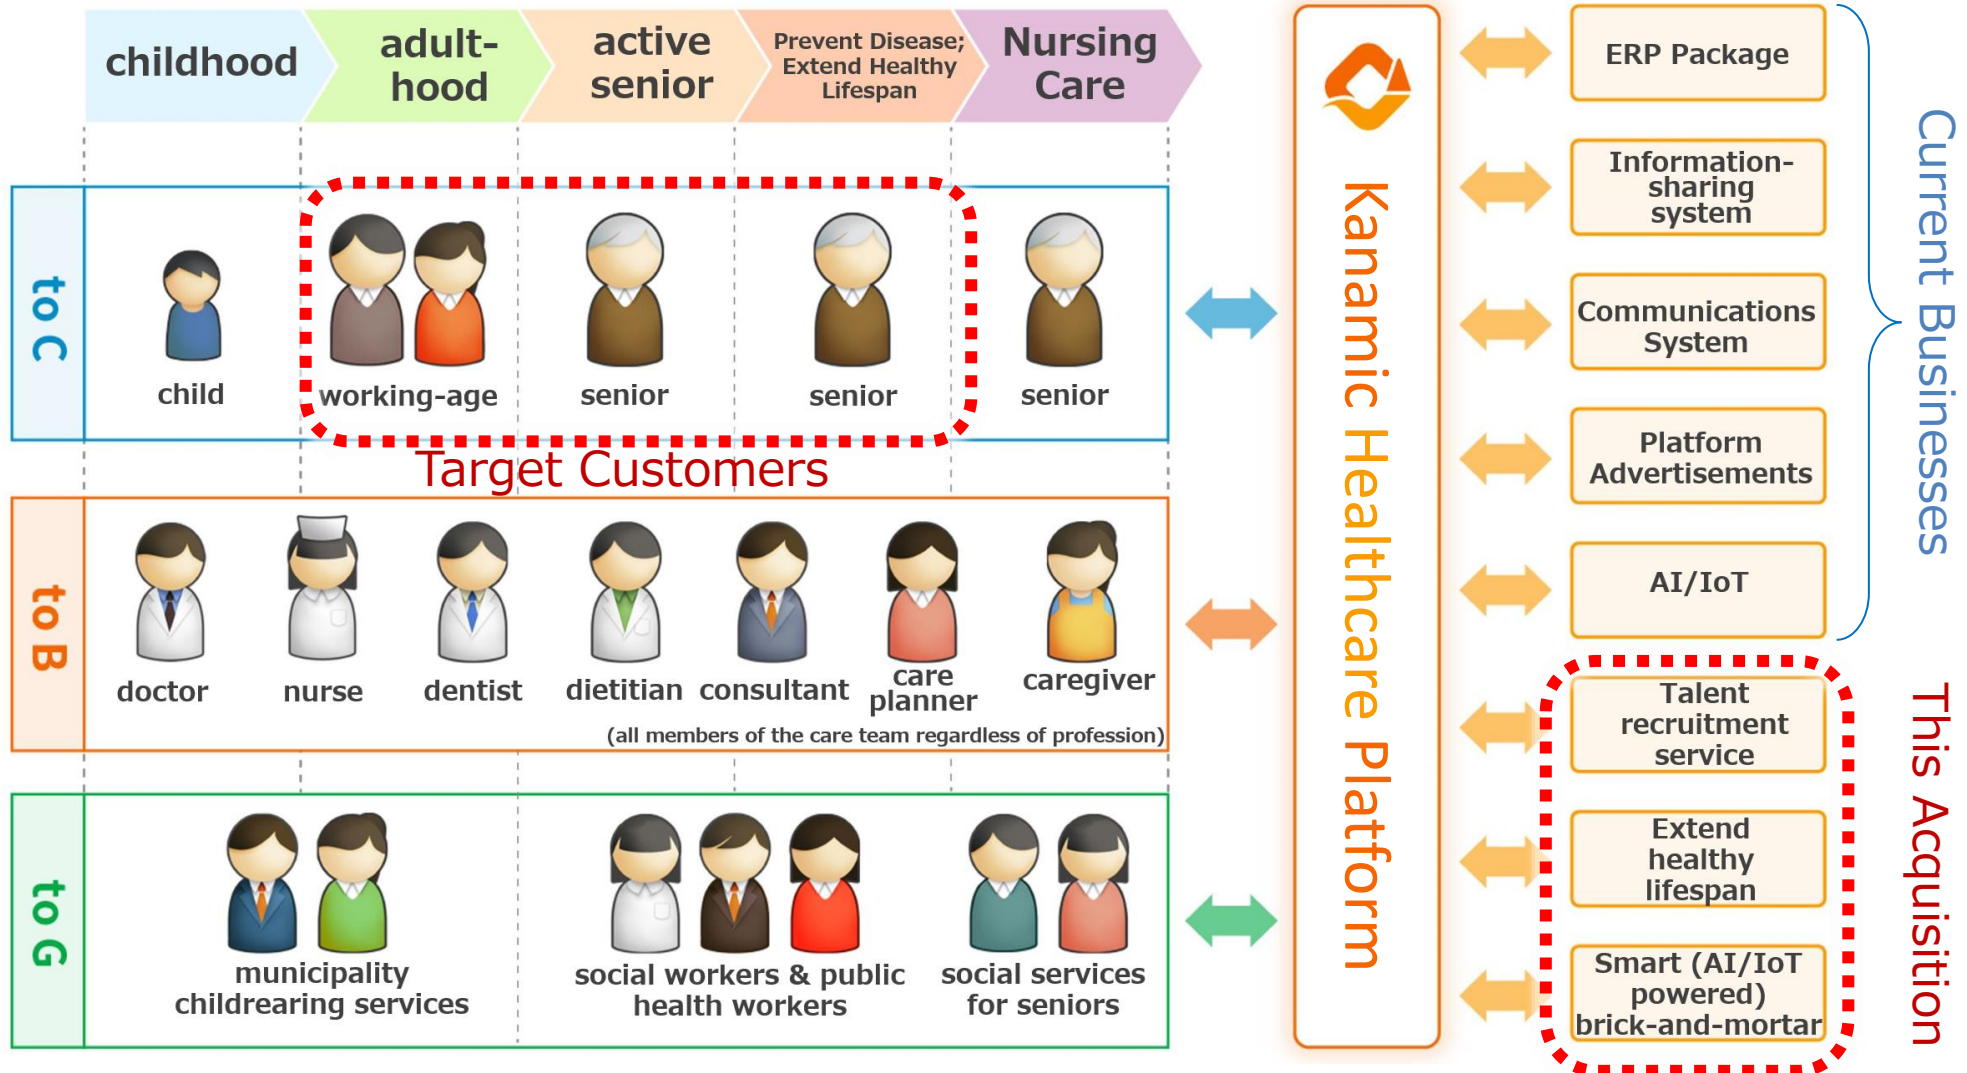 childhood
adult-
hood
active
senior
Prevent Disease;
Extend Healthy
Lifespan
Nursing
Care
to C
child
working-age
senior
senior
senior
Target Customers
to B
doctor
nurse
dentist
dietitian
consultant
care
planner
caregiver
(all members of the care team regardless of profession)
to G
municipality
childrearing services
social workers & public
health workers
social services
for seniors
Kanamic Healthcare Platform
ERP Package
Information-
sharing
system
Communications
System
Platform
Advertisements
AI/IoT
Talent
recruitment
service
Extend
healthy
lifespan
Smart (AI/IoT
powered)
brick-and-mortar
Current Businesses
This Acquisition